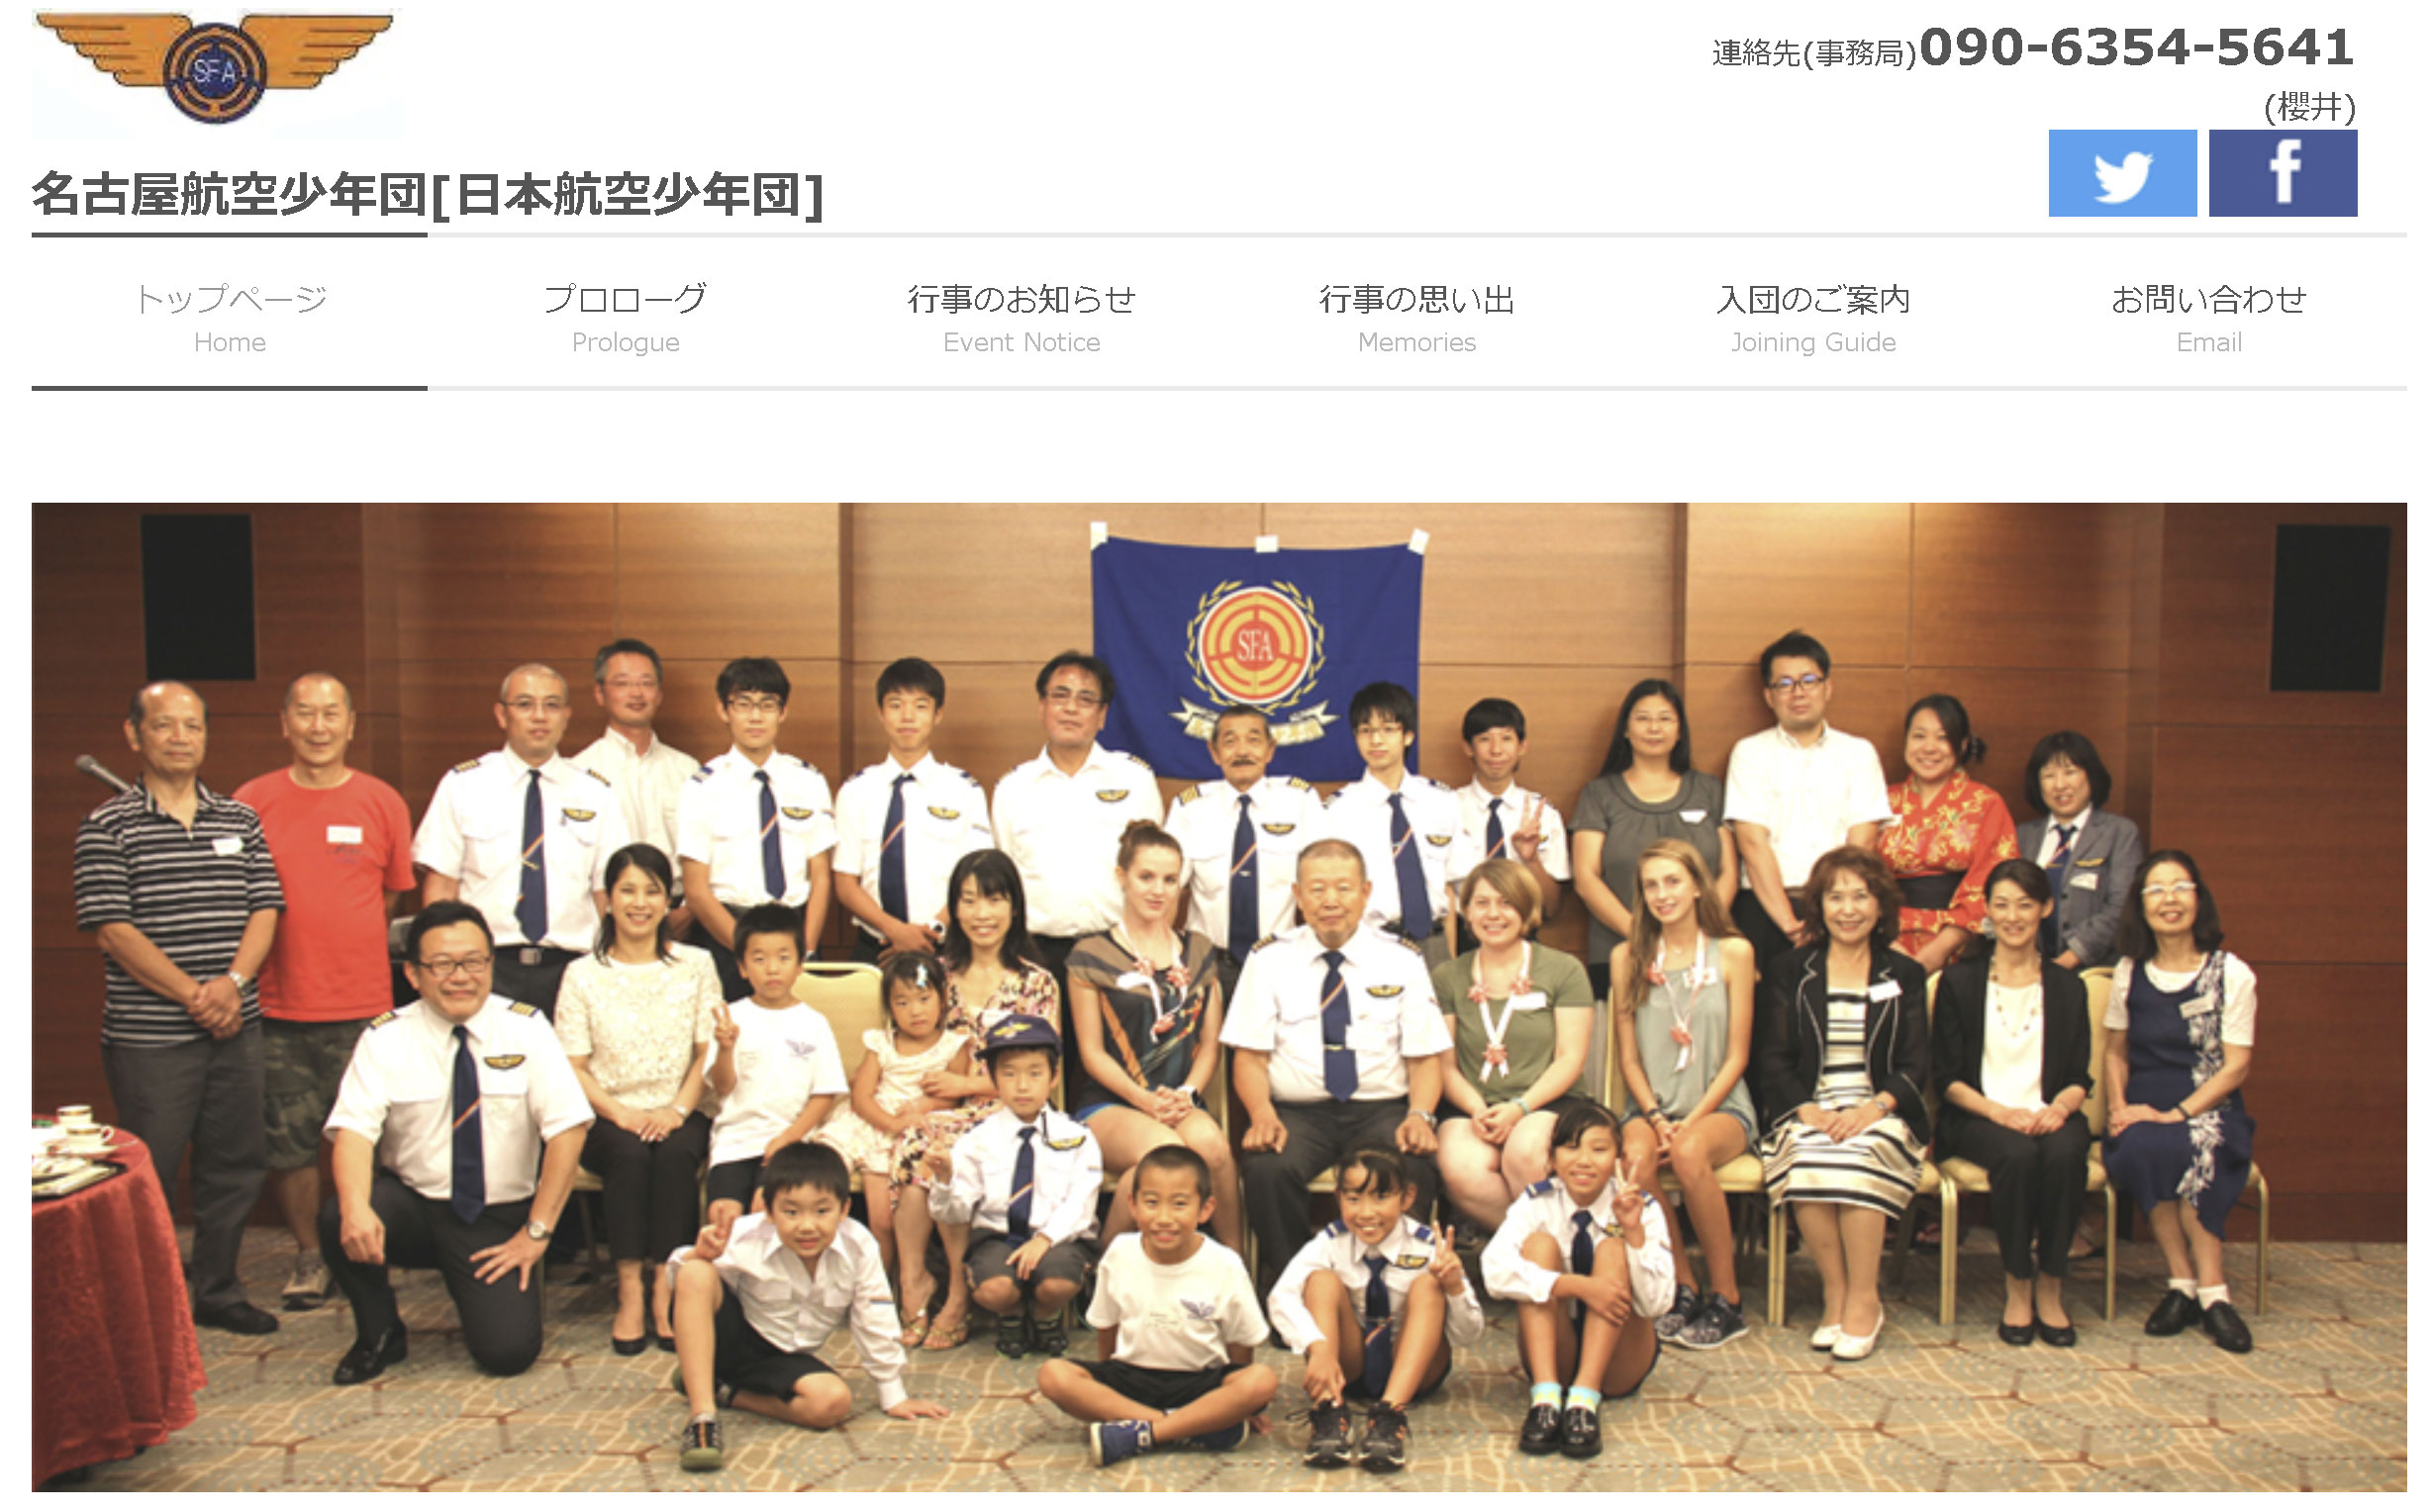 SFA
連絡先(事務局)090-6354-5641
(櫻井)
名古屋航空少年団[日本航空少年団]
トップページ
Home
プロローグ
Prologue
行事のお知らせ
Event Notice
行事の思い出
Memories
入団のご案内
Joining Guide
お問い合わせ
Email
SFA